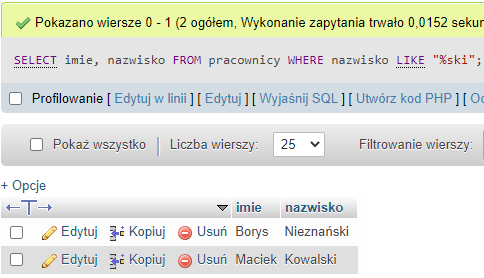 Pokazano wiersze 0 - 1 (2 ogółem, Wykonanie zapytania trwało 0,0152 sekun
SELECT imie, nazwisko FROM pracownicy WHERE nazwisko LIKE "%ski";
Profilowanie [ Edytuj w linii ] [ Edytuj ] [ Wyjaśnij SQL ] [ Utwórz kod PHP ] [ Od
Pokaż wszystko | Liczba wierszy: 25 Filtrowanie wierszy:
+ Opcje
←T→ imie nazwisko
Edytuj Kopiuj Usuń Borys Nieznański
Edytuj Kopiuj Usuń Maciek Kowalski